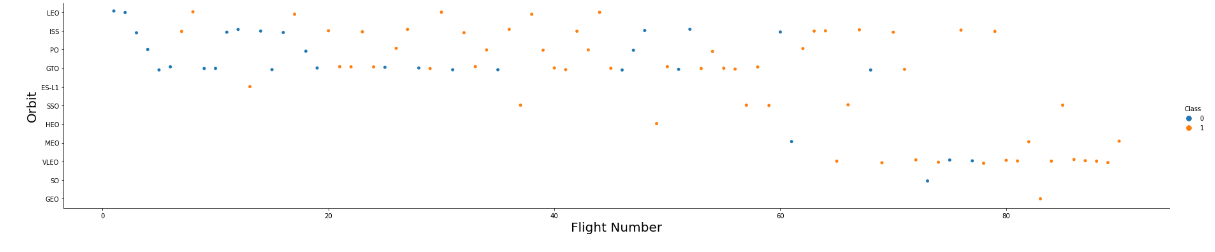 LEO
ISS
PO
GTO
ES-L1
SSO
HEO
MEO
VLEO
SO
GEO
Orbit
0
20
40
60
80
Flight Number
Class
0
1